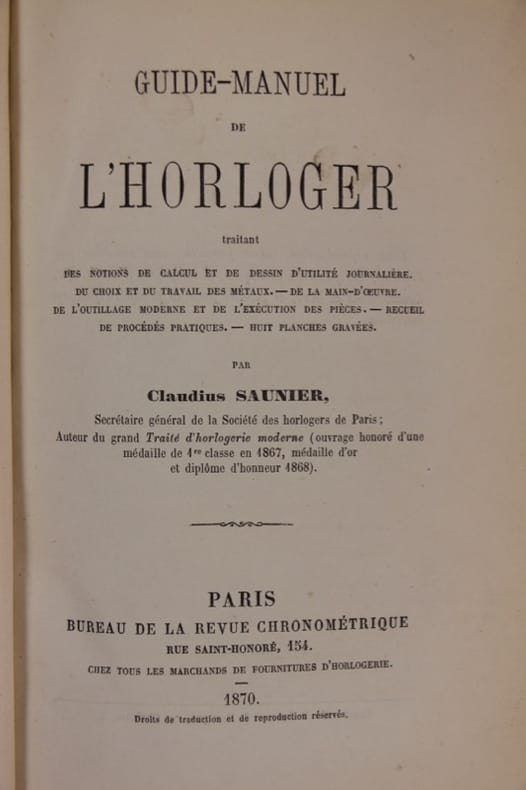 GUIDE-MANUEL
DE
L'HORLOGER
traitant
DES NOTIONS DE CALCUL ET DE DESSIN D'UTILITÉ JOURNALIÈRE.
DU CHOIX ET DU TRAVAIL DES MÉTAUX. — DE LA MAIN-D'ŒUVRE.
DE L'OUTILLAGE MODERNE ET DE L'EXÉCUTION DES PIÈCES. — RECUEIL
DE PROCÉDÉS PRATIQUES. — HUIT PLANCHES GRAVÉES.
PAR
Claudius SAUNIER,
Secrétaire général de la Société des horlogers de Paris ;
Auteur du grand Traité d'horlogerie moderne (ouvrage honoré d'une
médaille de 1re classe en 1867, médaille d'or
et diplôme d'honneur 1868).
PARIS
BUREAU DE LA REVUE CHRONOMÉTRIQUE
RUE SAINT-HONORÉ, 154.
CHEZ TOUS LES MARCHANDS DE FOURNITURES D'HORLOGERIE.
1870.
Droits de traduction et de reproduction réservés.